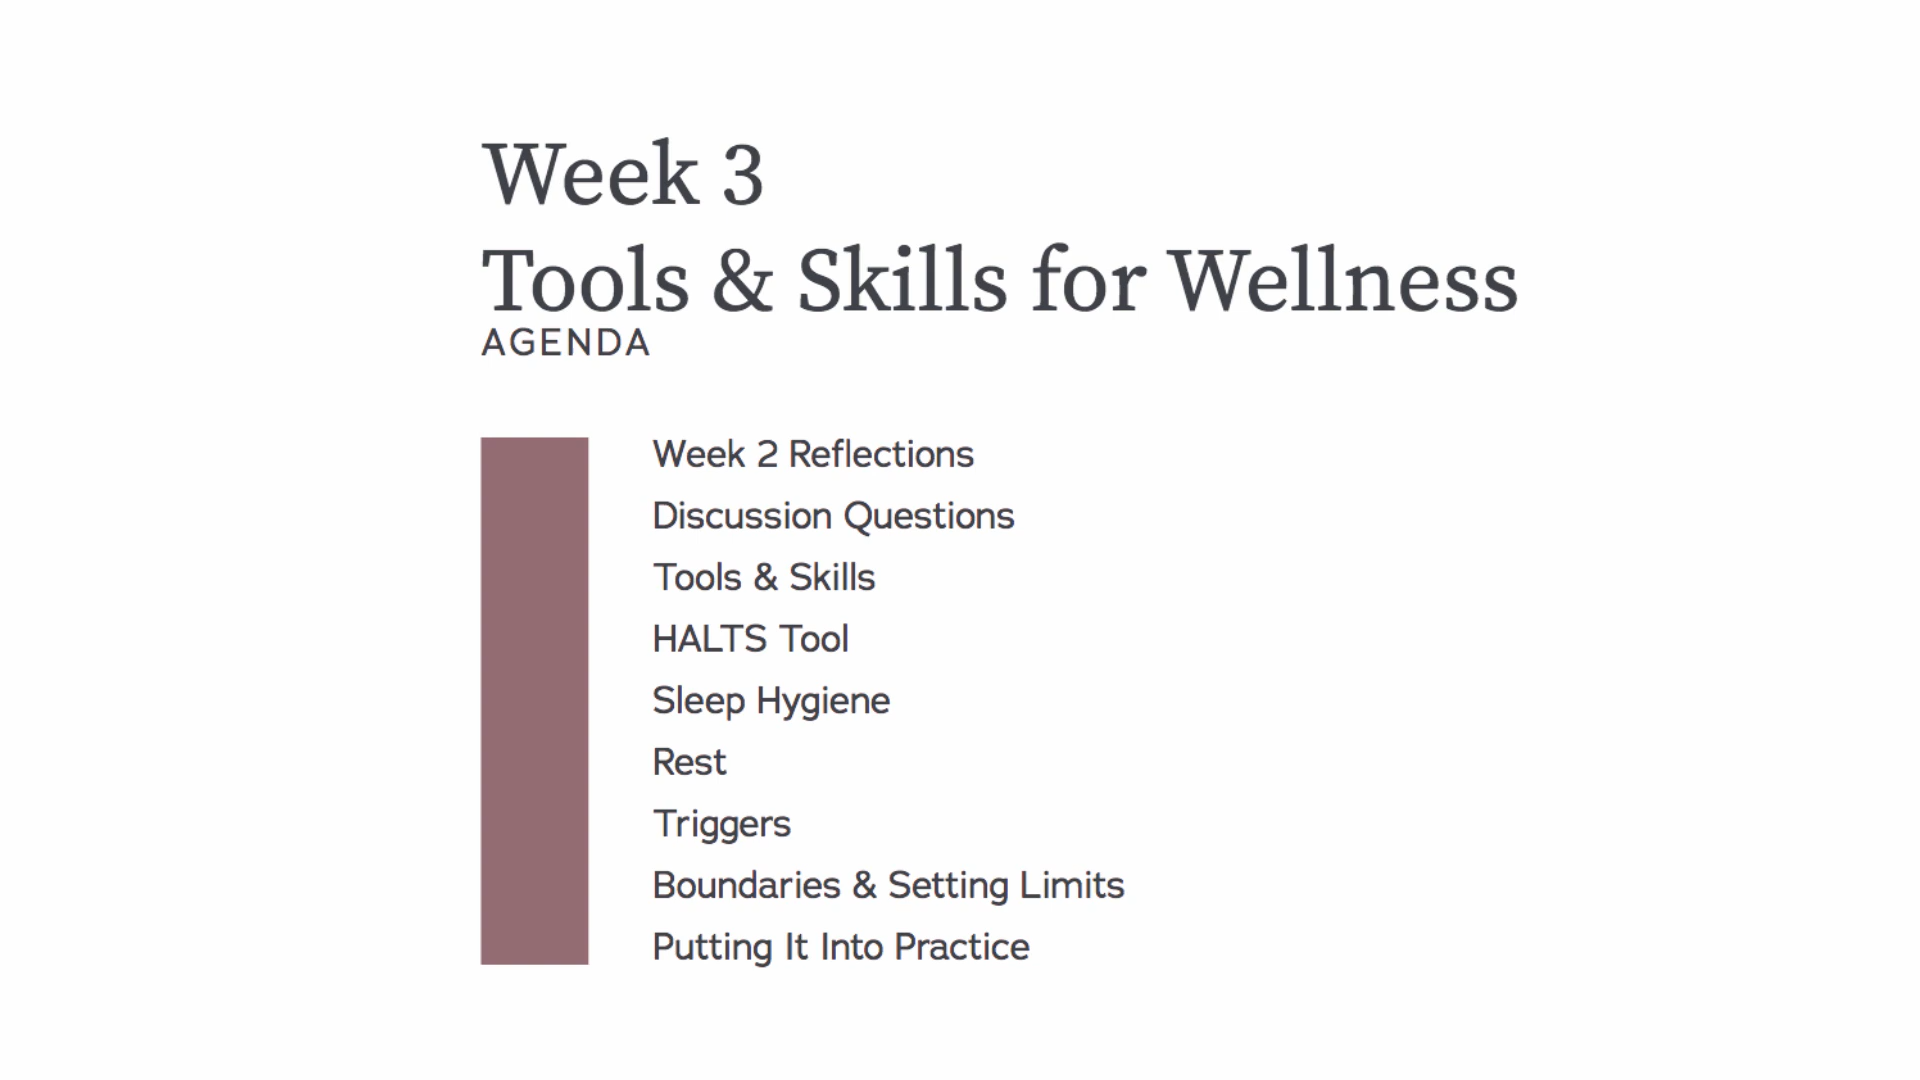 Week 3
Tools & Skills for Wellness
AGENDA
Week 2 Reflections
Discussion Questions
Tools & Skills
HALTS Tool
Sleep Hygiene
Rest
Triggers
Boundaries & Setting Limits
Putting It Into Practice